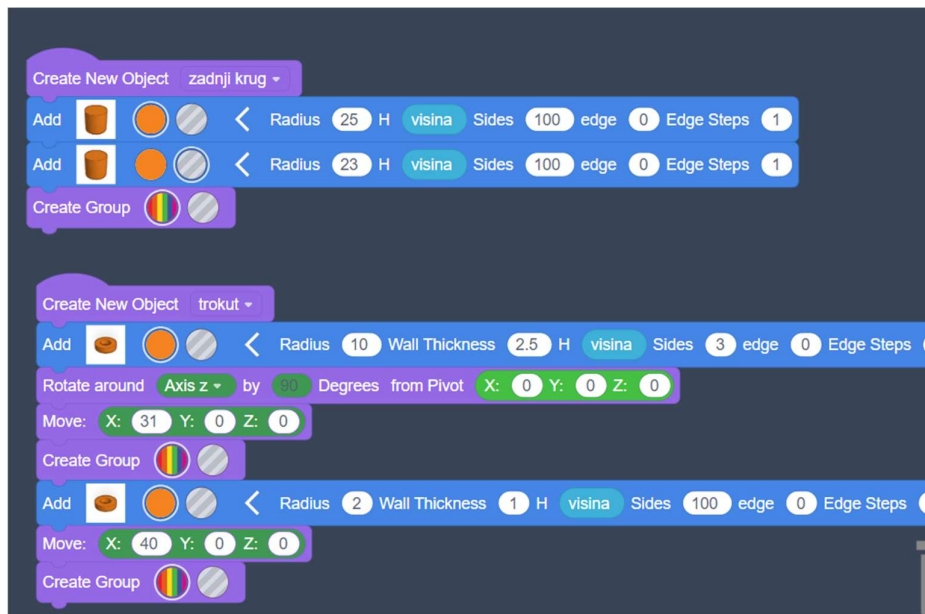 Create New Object zadnji krug
Add Radius 25 H visina Sides 100 edge 0 Edge Steps 1
Add Radius 23 H visina Sides 100 edge 0 Edge Steps 1
Create Group
Create New Object trokut
Add Radius 10 Wall Thickness 2.5 H visina Sides 3 edge 0 Edge Steps
Rotate around Axis z by 90 Degrees from Pivot X: 0 Y: 0 Z: 0
Move: X: 31 Y: 0 Z: 0
Create Group
Add Radius 2 Wall Thickness 1 H visina Sides 100 edge 0 Edge Steps
Move: X: 40 Y: 0 Z: 0
Create Group